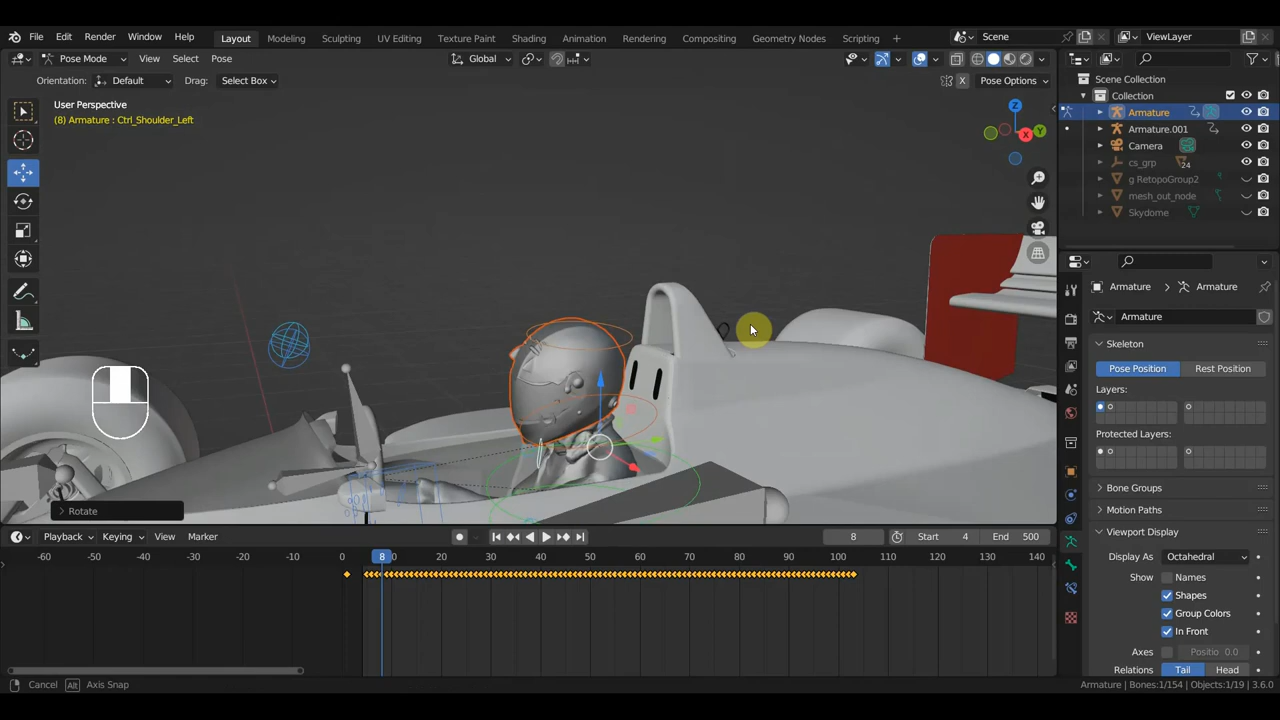 File Edit Render Window Help Layout Modeling Sculpting UV Editing Texture Paint Shading Animation Rendering Compositing Geometry Nodes Scripting + Scene ViewLayer
Pose Mode View Select Pose Global
Orientation: Default Drag: Select Box X Pose Options
User Perspective
(8) Armature : Ctrl_Shoulder_Left
Z
Y
X
Rotate
Scene Collection
Collection
Armature
Armature.001
Camera
cs_grp 24
g RetopoGroup2
mesh_out_node
Skydome
Armature Armature
Armature
Skeleton
Pose Position Rest Position
Layers:
Protected Layers:
Bone Groups
Motion Paths
Viewport Display
Display As Octahedral
Show Names
Shapes
Group Colors
In Front
Axes Positio 0.0
Relations Tail Head
Playback Keying View Marker 8 Start 4 End 500
-60 -50 -40 -30 -20 -10 0 8 0 20 30 40 50 60 70 80 90 100 110 120 130 140
Cancel Alt Axis Snap Armature | Bones:1/154 | Objects:1/19 | 3.6.0